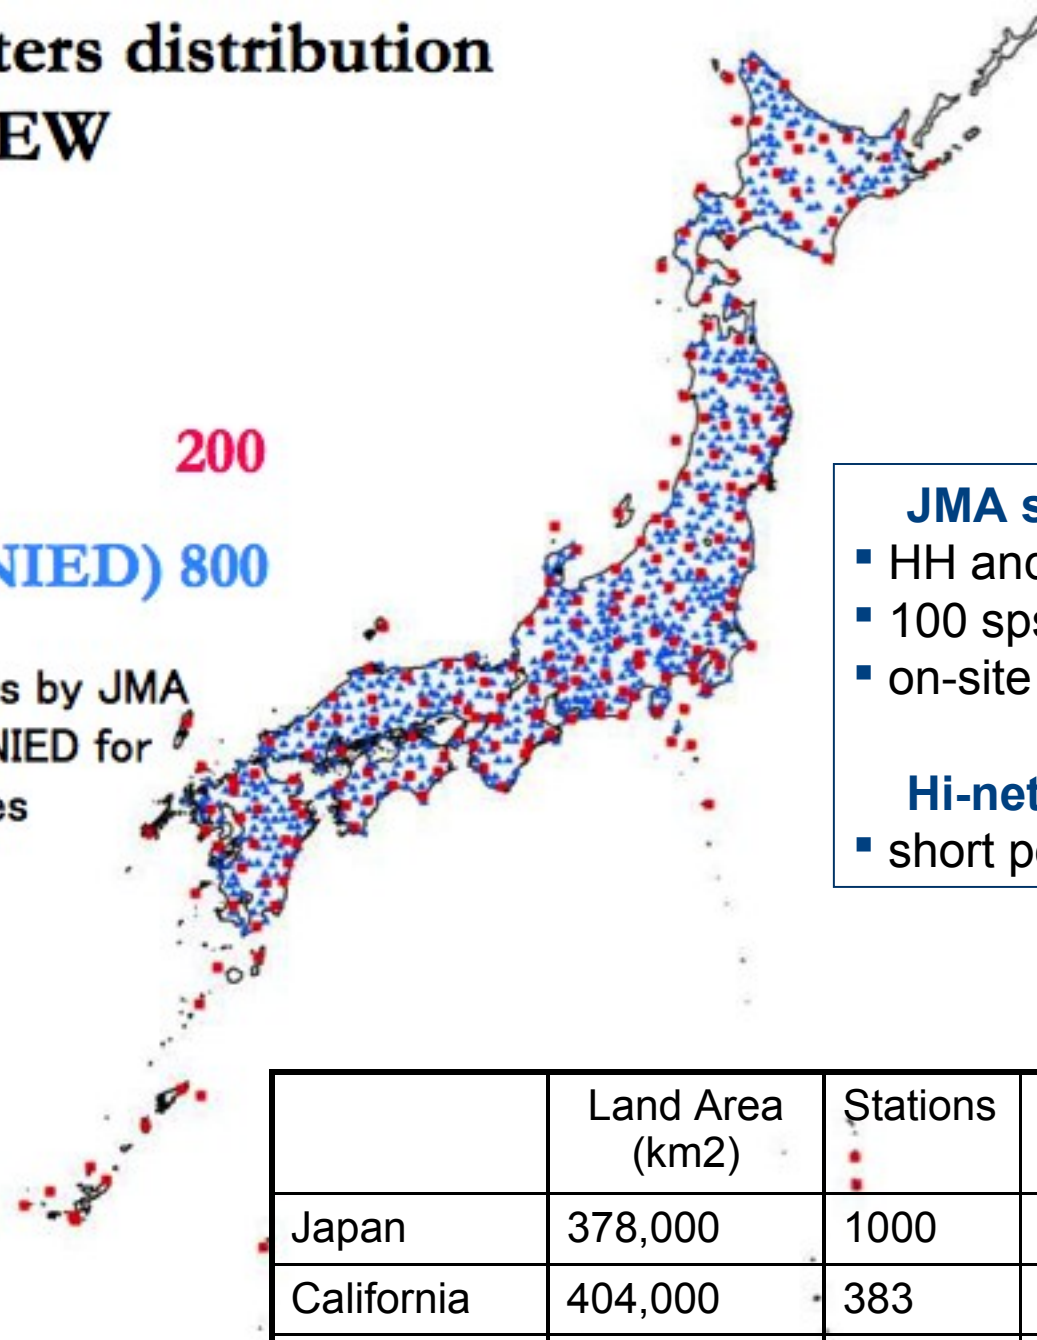 ters distribution
EW
200
NIED) 800
s by JMA
NIED for
es
JMA s
▪ HH and
▪ 100 sps
▪ on-site
Hi-net
▪ short pe
Land Area (km2) Stations
Japan 378,000 1000
California 404,000 383